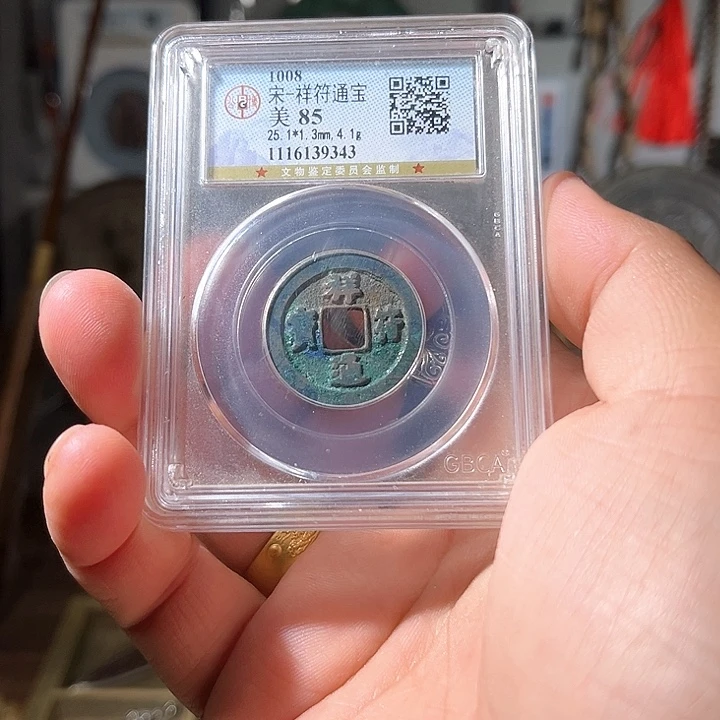 1008
宋-祥符通宝
美 85
25.1*1.3mm,4.1g
1116139343
★ 文物鉴定委员会监制 ★
GBCA
祥
寳 符
通
GBCA